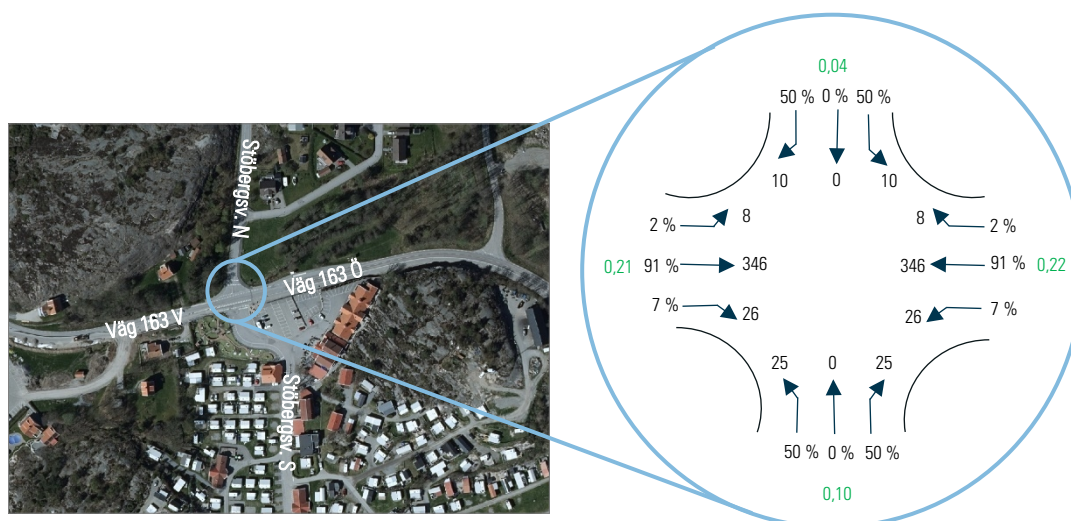 Stöbergsv. N
Väg 163 Ö
Väg 163 V
Stöbergsv. S
0,04
50 % 0 % 50 %
10 0 10
2 % 8
8 2 %
0,21 91 % 346
346 91 % 0,22
7 % 26
26 7 %
25 0 25
50 % 0 % 50 %
0,10